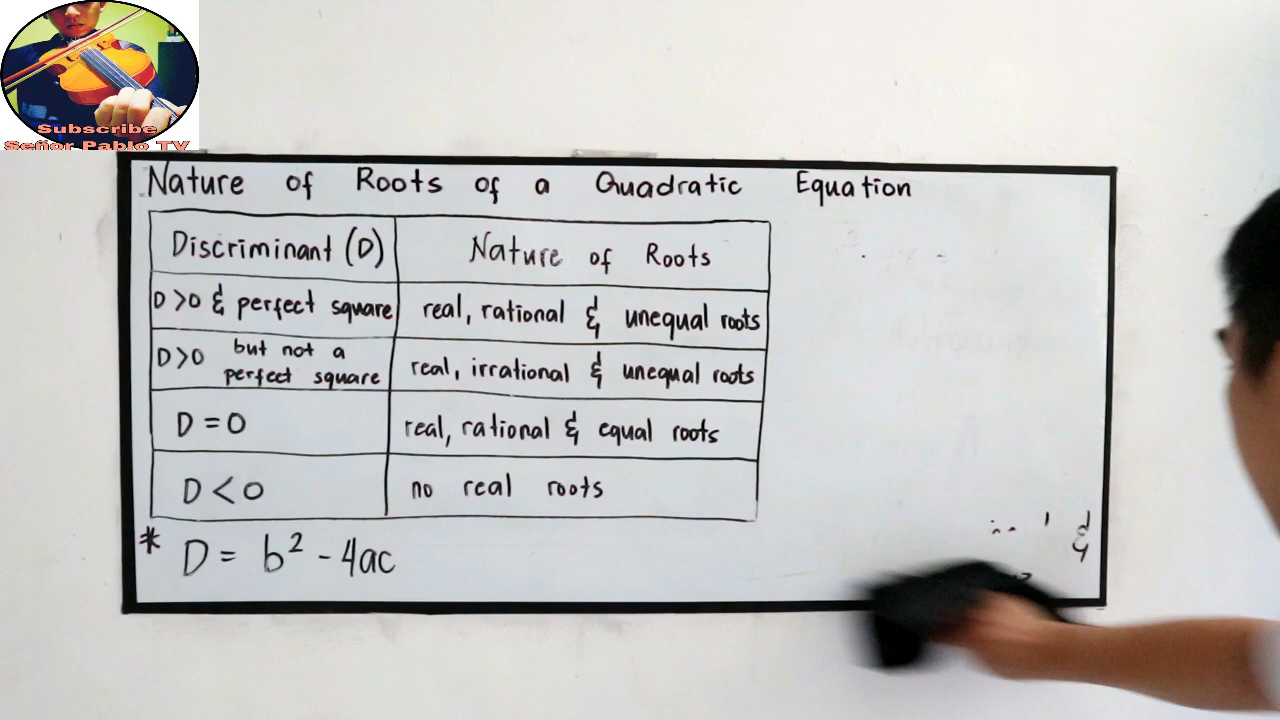 Subscribe
Señor Pablo TV
Nature of Roots of a Quadratic Equation
Discriminant (D) Nature of Roots
D >0 & perfect square real, rational & unequal roots
D>0 but not a perfect square real, irrational & unequal roots
D = 0 real, rational & equal roots
D < 0 no real roots
* D = b² - 4ac
&